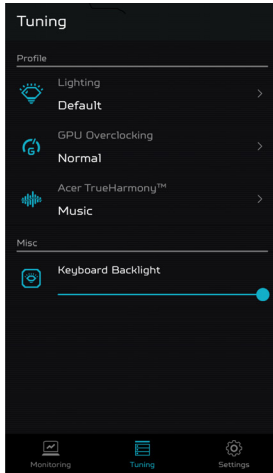 Tuning
Profile
Lighting
Default
GPU Overclocking
Normal
Acer TrueHarmony™
Music
Misc
Keyboard Backlight
Monitoring Tuning Settings